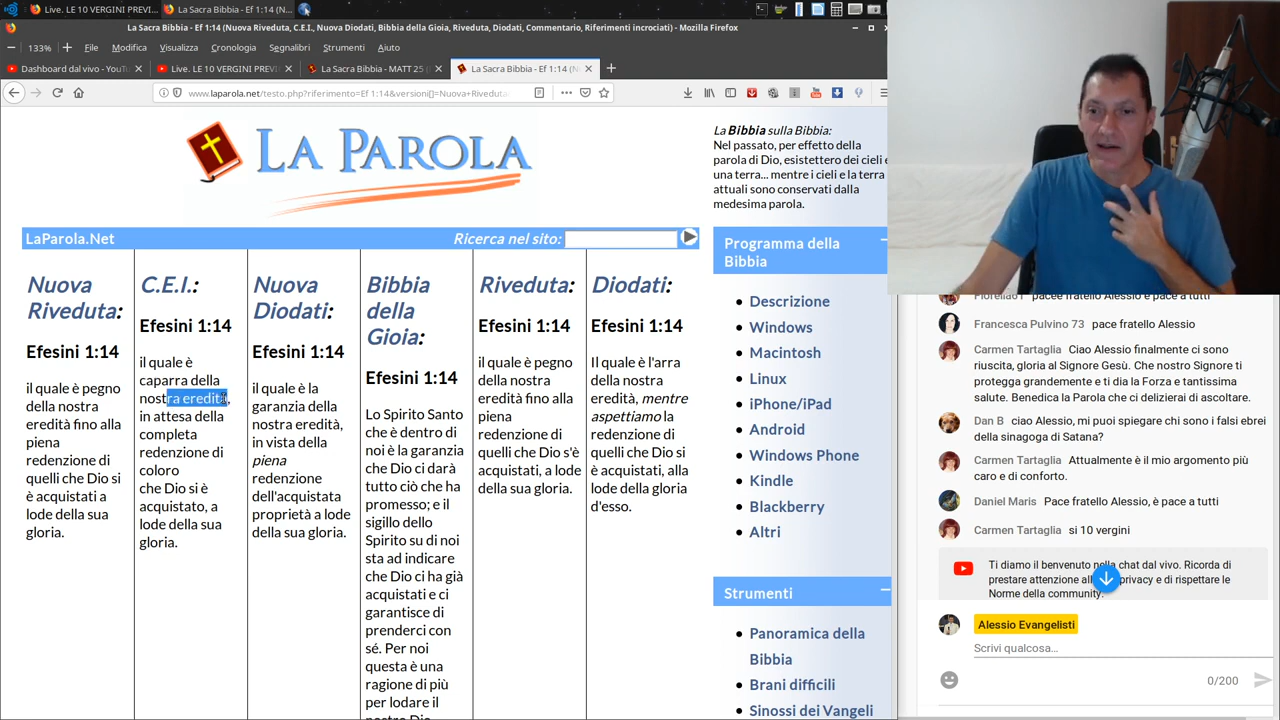 Live. LE 10 VERGINI PREVI...
La Sacra Bibbia - Ef 1:14 (N...
La Sacra Bibbia - Ef 1:14 (Nuova Riveduta, C.E.I., Nuova Diodati, Bibbia della Gioia, Riveduta, Diodati, Commentario, Riferimenti incrociati) - Mozilla Firefox
133% File Modifica Visualizza Cronologia Segnalibri Strumenti Aiuto
Dashboard dal vivo - YouTu
Live. LE 10 VERGINI PREVI
La Sacra Bibbia - MATT 25 (
La Sacra Bibbia - Ef 1:14 (N
www.laparola.net/testo.php?riferimento=Ef 1:14&versioni[]=Nuova+Riveduta
LA PAROLA
LaParola.Net
Ricerca nel sito:
Nuova
Riveduta:
Efesini 1:14
il quale è pegno
della nostra
eredità fino alla
piena
redenzione di
quelli che Dio si
è acquistati a
lode della sua
gloria.
C.E.I.:
Efesini 1:14
il quale è
caparra della
nostra eredità,
in attesa della
completa
redenzione di
coloro
che Dio si è
acquistato, a
lode della sua
gloria.
Nuova
Diodati:
Efesini 1:14
il quale è la
garanzia della
nostra eredità,
in vista della
piena
redenzione
dell'acquistata
proprietà a lode
della sua gloria.
Bibbia
della
Gioia:
Efesini 1:14
Lo Spirito Santo
che è dentro di
noi è la garanzia
che Dio ci darà
tutto ciò che ha
promesso; e il
sigillo dello
Spirito su di noi
sta ad indicare
che Dio ci ha già
acquistati e ci
garantisce di
prenderci con
sé. Per noi
questa è una
ragione di più
per lodare il
nostro Dio
Riveduta:
Efesini 1:14
il quale è pegno
della nostra
eredità fino alla
piena
redenzione di
quelli che Dio s'è
acquistati, a lode
della sua gloria.
Diodati:
Efesini 1:14
Il quale è l'arra
della nostra
eredità, mentre
aspettiamo la
redenzione di
quelli che Dio si
è acquistati, alla
lode della gloria
d'esso.
La Bibbia sulla Bibbia:
Nel passato, per effetto della
parola di Dio, esistettero dei cieli e
una terra... mentre i cieli e la terra
attuali sono conservati dalla
medesima parola.
Programma della
Bibbia
Descrizione
Windows
Macintosh
Linux
iPhone/iPad
Android
Windows Phone
Kindle
Blackberry
Altri
Strumenti
Panoramica della
Bibbia
Brani difficili
Sinossi dei Vangeli
Fiorella61 pacee fratello Alessio e pace a tutti
Francesca Pulvino 73 pace fratello Alessio
Carmen Tartaglia Ciao Alessio finalmente ci sono
riuscita, gloria al Signore Gesù. Che nostro Signore ti
protegga grandemente e ti dia la Forza e tantissima
salute. Benedica la Parola che ci delizierai di ascoltare.
Dan B ciao Alessio, mi puoi spiegare chi sono i falsi ebrei
della sinagoga di Satana?
Carmen Tartaglia Attualmente è il mio argomento più
caro e di conforto.
Daniel Maris Pace fratello Alessio, è pace a tutti
Carmen Tartaglia si 10 vergini
Ti diamo il benvenuto nella chat dal vivo. Ricorda di
prestare attenzione alla privacy e di rispettare le
Norme della community.
Alessio Evangelisti
Scrivi qualcosa...
0/200